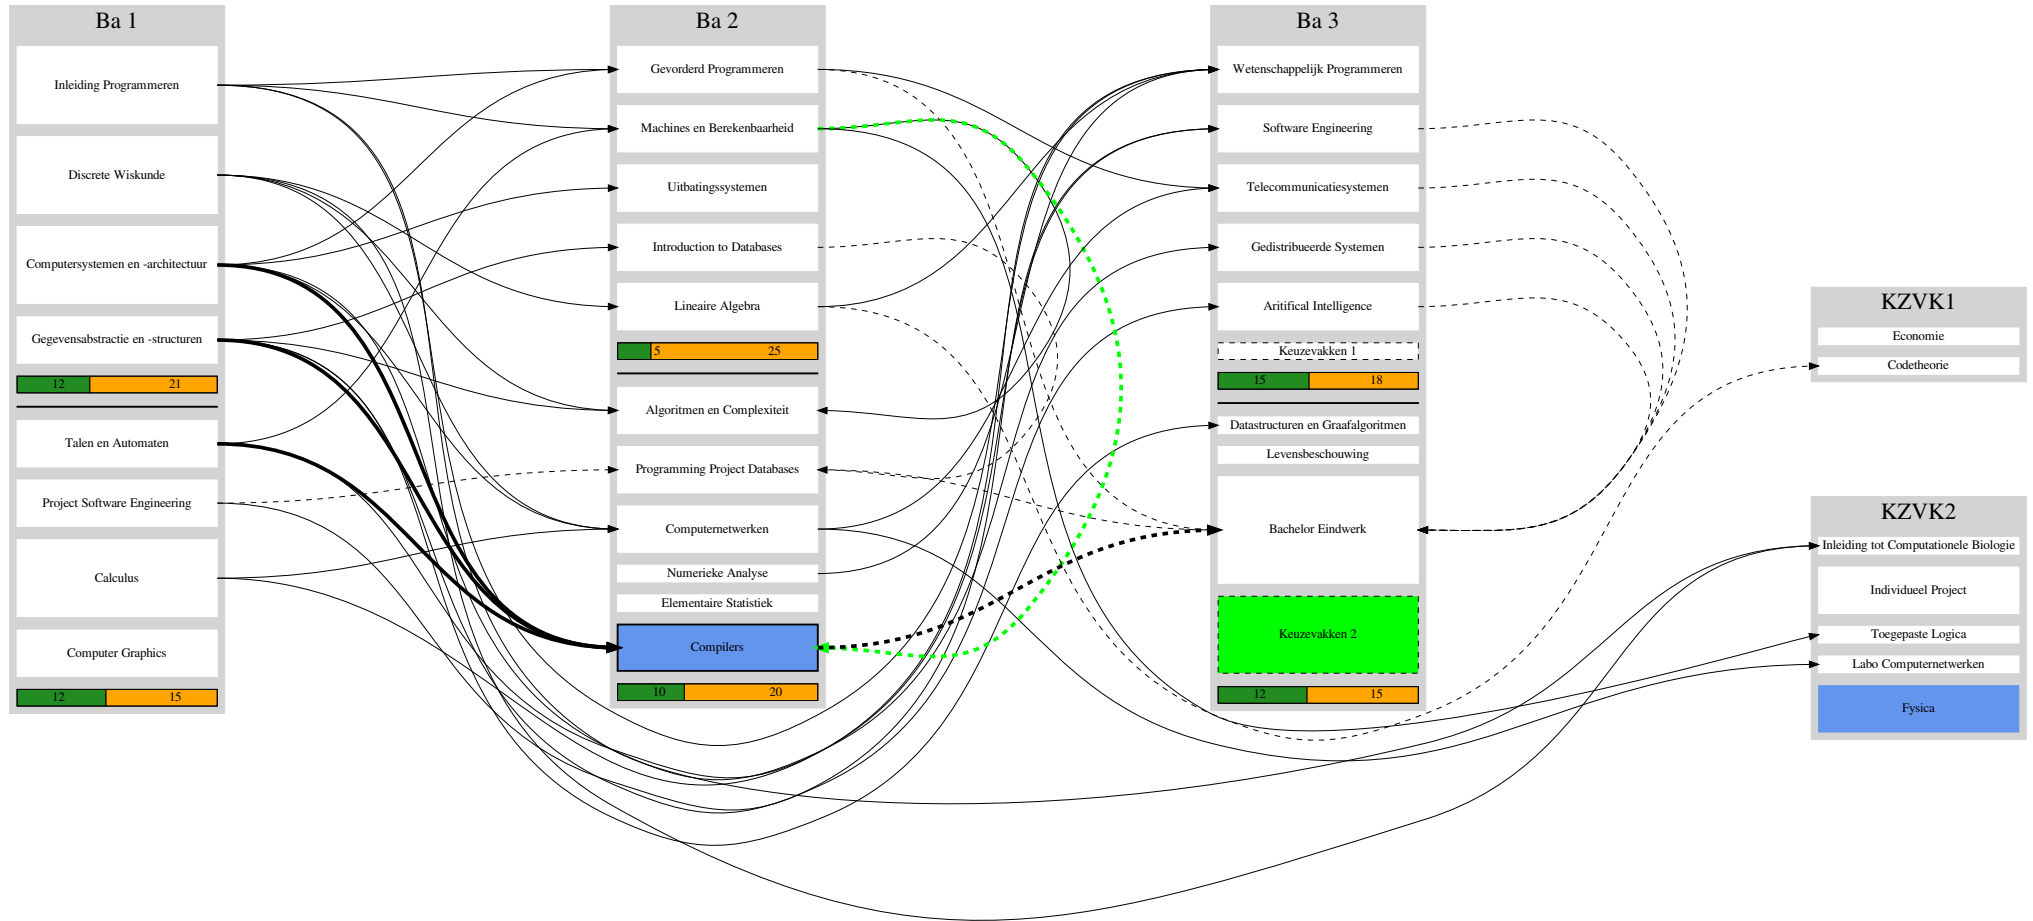 Ba 1
Inleiding Programmeren
Discrete Wiskunde
Computersystemen en -architectuur
Gegevensabstractie en -structuren
12 21
Talen en Automaten
Project Software Engineering
Calculus
Computer Graphics
12 15
Ba 2
Gevorderd Programmeren
Machines en Berekenbaarheid
Uitbatingssystemen
Introduction to Databases
Lineaire Algebra
5 25
Algoritmen en Complexiteit
Programming Project Databases
Computernetwerken
Numerieke Analyse
Elementaire Statistiek
Compilers
10 20
Ba 3
Wetenschappelijk Programmeren
Software Engineering
Telecommunicatiesystemen
Gedistribueerde Systemen
Aritifical Intelligence
Keuzevakken 1
15 18
Datastructuren en Graafalgoritmen
Levensbeschouwing
Bachelor Eindwerk
Keuzevakken 2
12 15
KZVK1
Economie
Codetheorie
KZVK2
Inleiding tot Computationele Biologie
Individueel Project
Toegepaste Logica
Labo Computernetwerken
Fysica